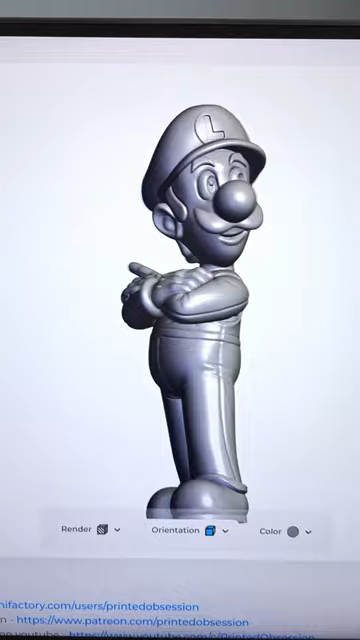 L
Render Orientation Color
nifactory.com/users/printedobsession
n - https://www.patreon.com/printedobsession